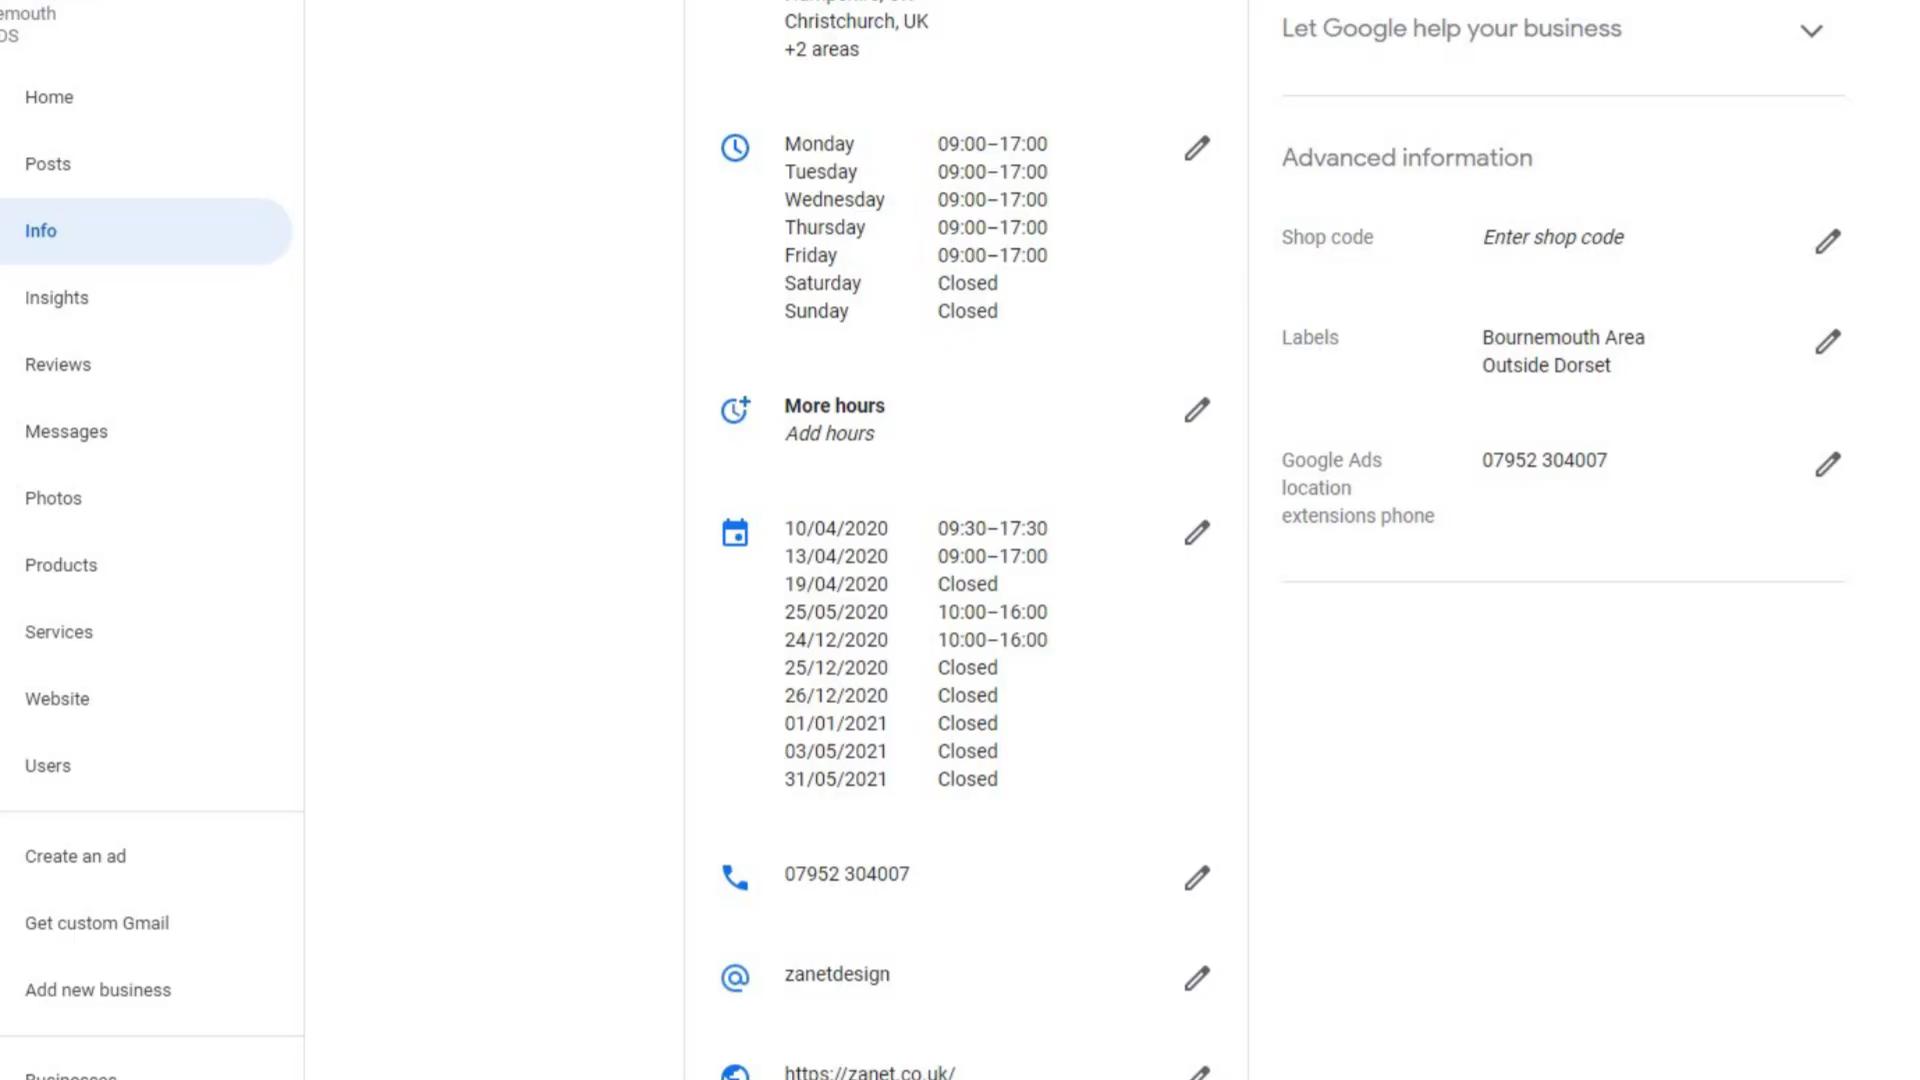 emouth
OS
Home
Posts
Info
Insights
Reviews
Messages
Photos
Products
Services
Website
Users
Create an ad
Get custom Gmail
Add new business
Businesses
Christchurch, UK
+2 areas
Monday 09:00–17:00
Tuesday 09:00–17:00
Wednesday 09:00–17:00
Thursday 09:00–17:00
Friday 09:00–17:00
Saturday Closed
Sunday Closed
More hours
Add hours
10/04/2020 09:30–17:30
13/04/2020 09:00–17:00
19/04/2020 Closed
25/05/2020 10:00–16:00
24/12/2020 10:00–16:00
25/12/2020 Closed
26/12/2020 Closed
01/01/2021 Closed
03/05/2021 Closed
31/05/2021 Closed
07952 304007
zanetdesign
https://zanet.co.uk/
Let Google help your business
Advanced information
Shop code Enter shop code
Labels Bournemouth Area
Outside Dorset
Google Ads 07952 304007
location
extensions phone